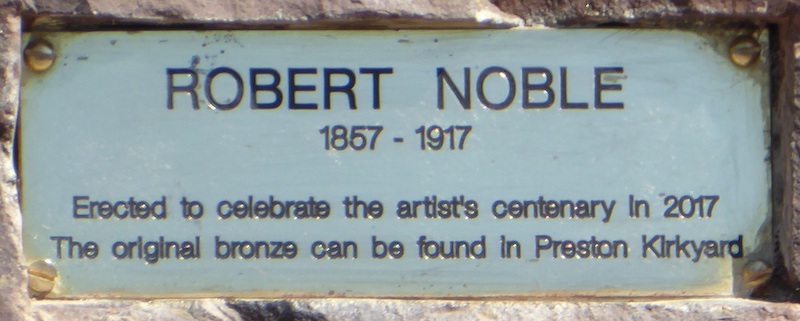 ROBERT NOBLE
1857 - 1917
Erected to celebrate the artist's centenary in 2017
The original bronze can be found in Preston Kirkyard